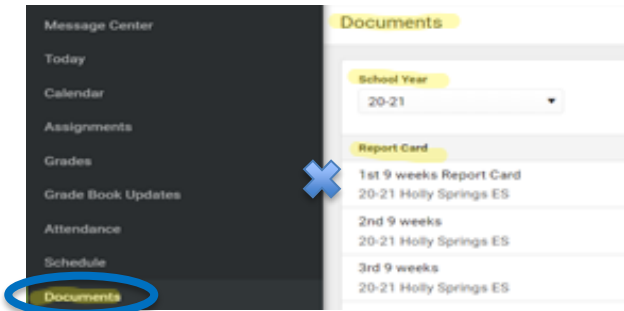 Message Center
Today
Calendar
Assignments
Grades
Grade Book Updates
Attendance
Schedule
Documents
Documents
School Year
20-21
Report Card
1st 9 weeks Report Card
20-21 Holly Springs ES
2nd 9 weeks
20-21 Holly Springs ES
3rd 9 weeks
20-21 Holly Springs ES